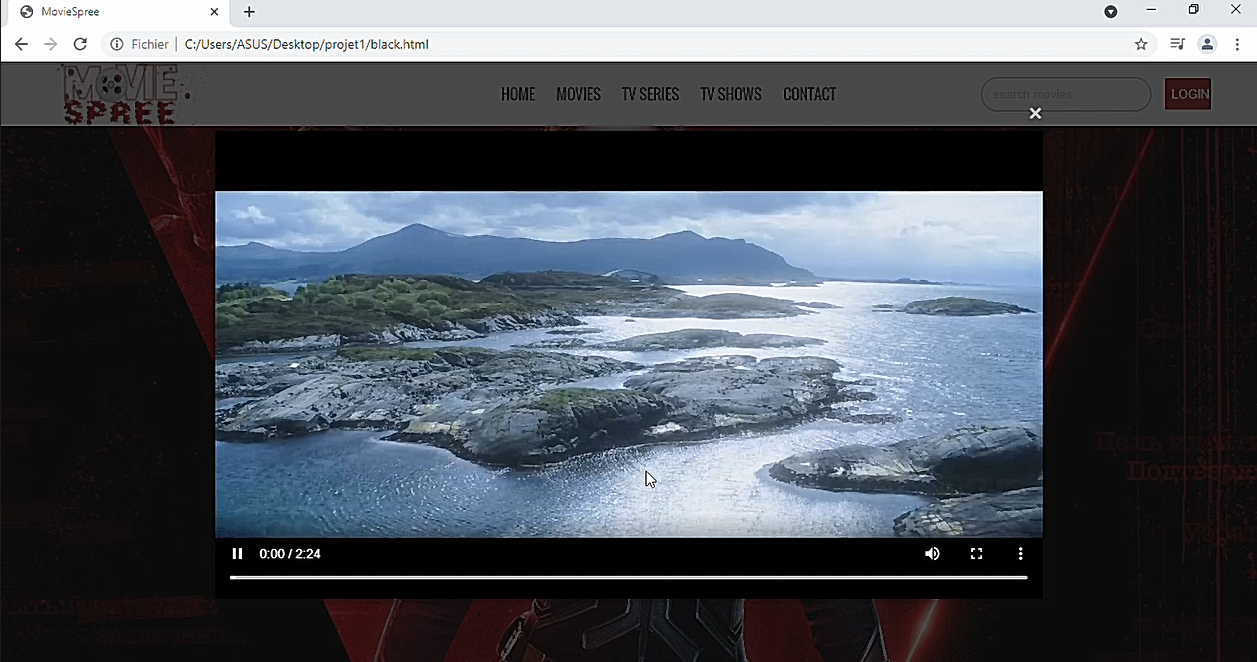 MovieSpree
Fichier C:/Users/ASUS/Desktop/projet1/black.html
MOVIE
SPREE
HOME MOVIES TV SERIES TV SHOWS CONTACT
search movies..
LOGIN
0:00 / 2:24